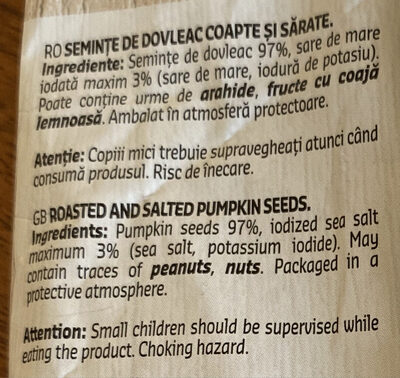 RO SEMINȚE DE DOVLEAC COAPTE ȘI SĂRATE.
Ingrediente: Semințe de dovleac 97%, sare de mare
iodată maxim 3% (sare de mare, iodură de potasiu).
Poate conține urme de arahide, fructe cu coajă
lemnoasă. Ambalat în atmosferă protectoare.
Atenție: Copiii mici trebuie supravegheați atunci când
consumă produsul. Risc de înecare.
GB ROASTED AND SALTED PUMPKIN SEEDS.
Ingredients: Pumpkin seeds 97%, iodized sea salt
maximum 3% (sea salt, potassium iodide). May
contain traces of peanuts, nuts. Packaged in a
protective atmosphere.
Attention: Small children should be supervised while
eating the product. Choking hazard.